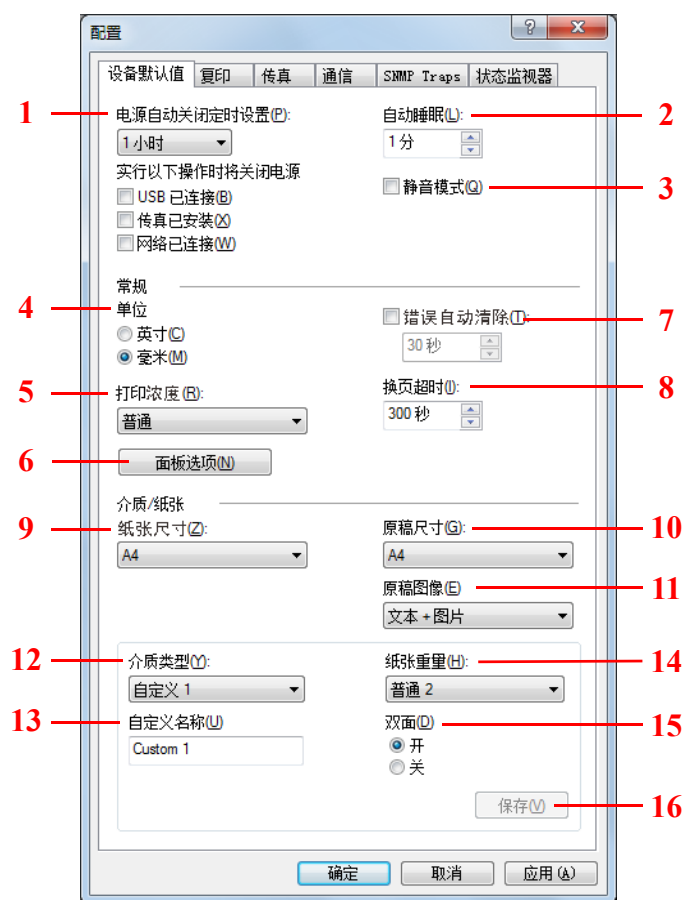 配置
设备默认值 复印 传真 通信 SNMP Traps 状态监视器
1 电源自动关闭定时设置(P): 自动睡眠(L): 2
1小时 1分
实行以下操作时将关闭电源
静音模式(Q) 3
USB 已连接(B)
传真已安装(X)
网络已连接(W)
常规
4 单位
错误自动清除(T): 7
英寸(C)
30 秒
毫米(M)
5 打印浓度(R): 换页超时(I): 8
普通 300 秒
6 面板选项(N)
介质/纸张
9 纸张尺寸(Z): 原稿尺寸(G): 10
A4 A4
原稿图像(E) 11
文本 + 图片
12 介质类型(Y): 纸张重量(H): 14
自定义 1 普通 2
13 自定义名称(U) 双面(D) 15
Custom 1 开
关
保存(V) 16
确定 取消 应用(A)